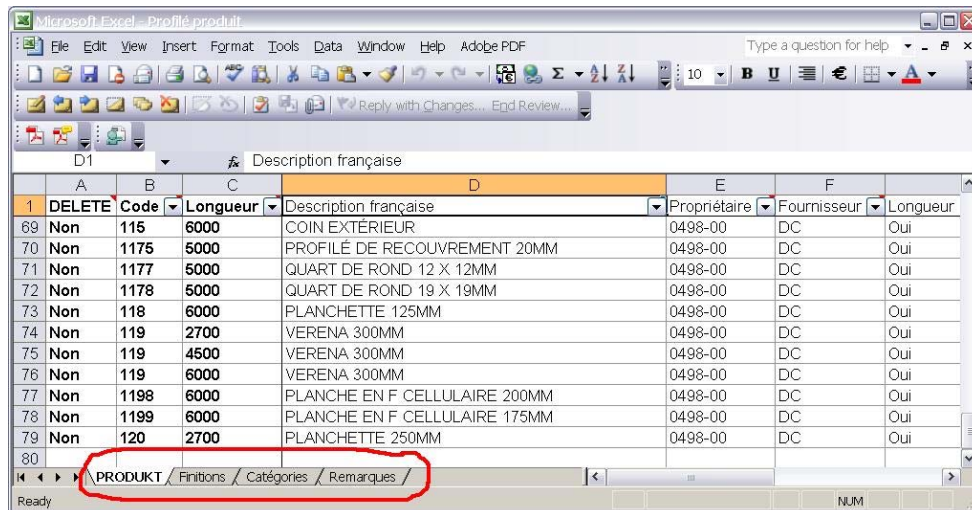 Microsoft Excel - Profilé produit
File Edit View Insert Format Tools Data Window Help Adobe PDF Type a question for help
Σ 10 B U €
Reply with Changes... End Review...
D1 fx Description française
A B C D E F
1 DELETE Code Longueur Description française Propriétaire Fournisseur Longueur
69 Non 115 6000 COIN EXTÉRIEUR 0498-00 DC Oui
70 Non 1175 5000 PROFILÉ DE RECOUVREMENT 20MM 0498-00 DC Oui
71 Non 1177 5000 QUART DE ROND 12 X 12MM 0498-00 DC Oui
72 Non 1178 5000 QUART DE ROND 19 X 19MM 0498-00 DC Oui
73 Non 118 6000 PLANCHETTE 125MM 0498-00 DC Oui
74 Non 119 2700 VERENA 300MM 0498-00 DC Oui
75 Non 119 4500 VERENA 300MM 0498-00 DC Oui
76 Non 119 6000 VERENA 300MM 0498-00 DC Oui
77 Non 1198 6000 PLANCHE EN F CELLULAIRE 200MM 0498-00 DC Oui
78 Non 1199 6000 PLANCHE EN F CELLULAIRE 175MM 0498-00 DC Oui
79 Non 120 2700 PLANCHETTE 250MM 0498-00 DC Oui
80
PRODUKT Finitions Catégories Remarques
Ready NUM